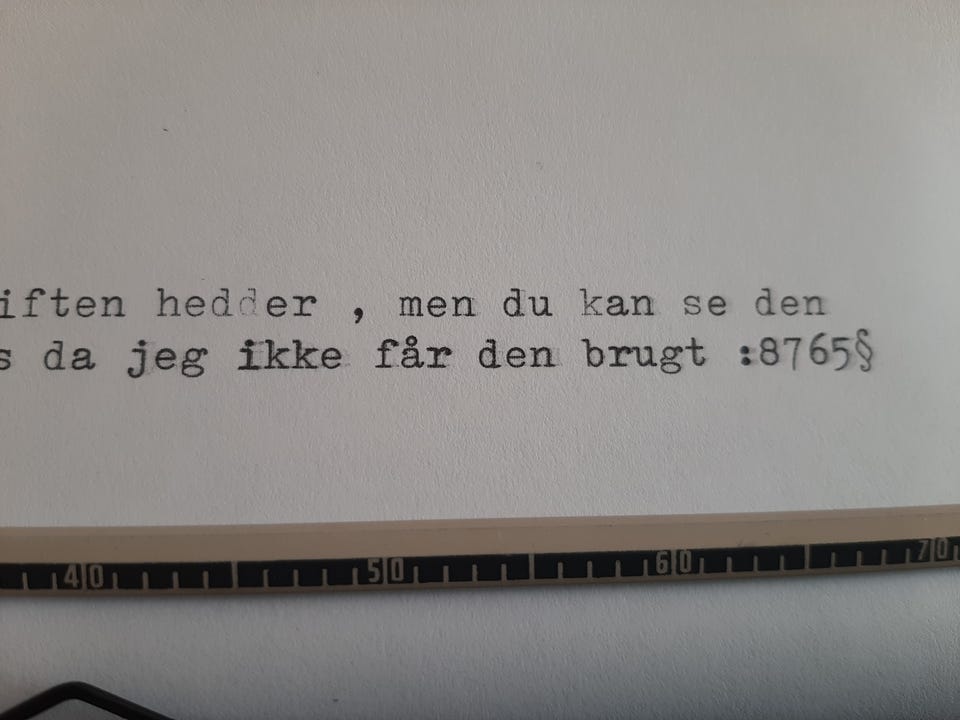 iften hedder , men du kan se den
s da jeg ikke får den brugt :8765§
40 50 60 70